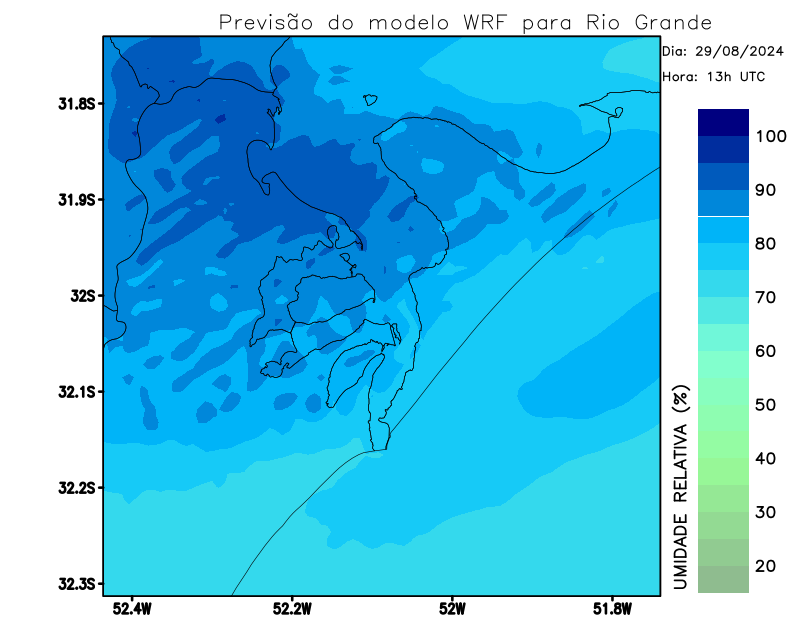 Previsão do modelo WRF para Rio Grande
Dia: 29/08/2024
Hora: 13h UTC
31.8S
31.9S
32S
32.1S
32.2S
32.3S
52.4W
52.2W
52W
51.8W
100
90
80
70
60
50
40
30
20
UMIDADE RELATIVA (%)